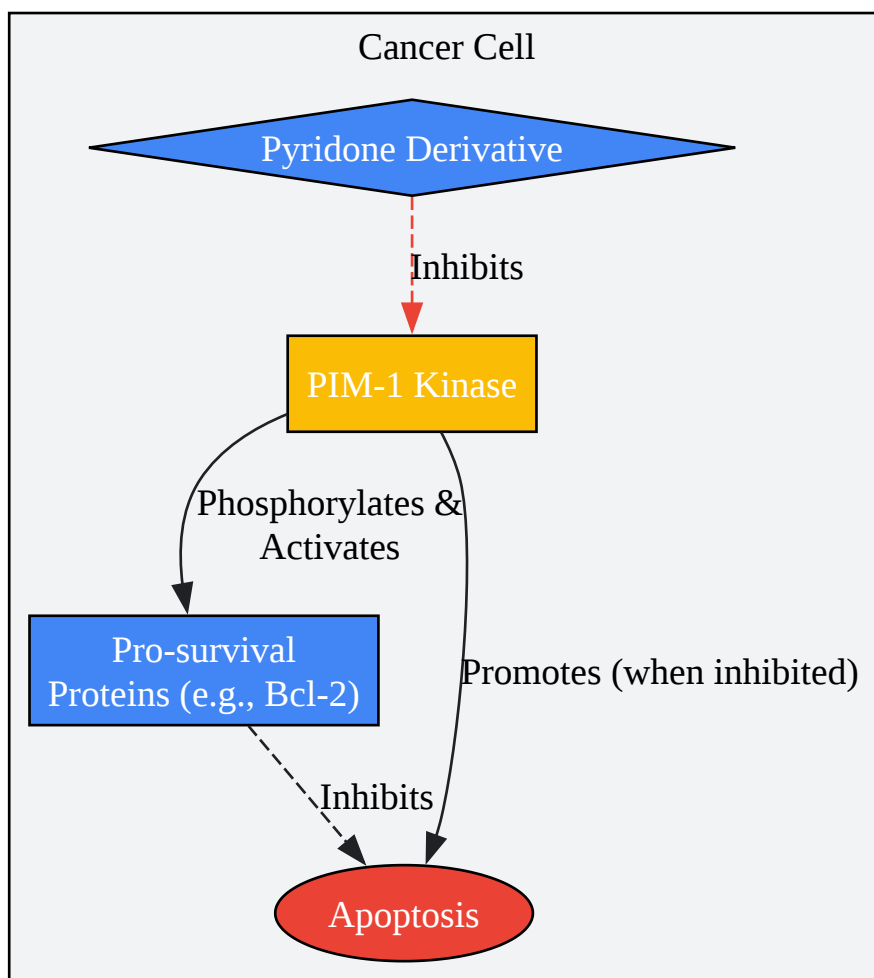 Cancer Cell
Pyridone Derivative
Inhibits
PIM-1 Kinase
Phosphorylates &
Activates
Pro-survival
Proteins (e.g., Bcl-2)
Promotes (when inhibited)
Inhibits
Apoptosis